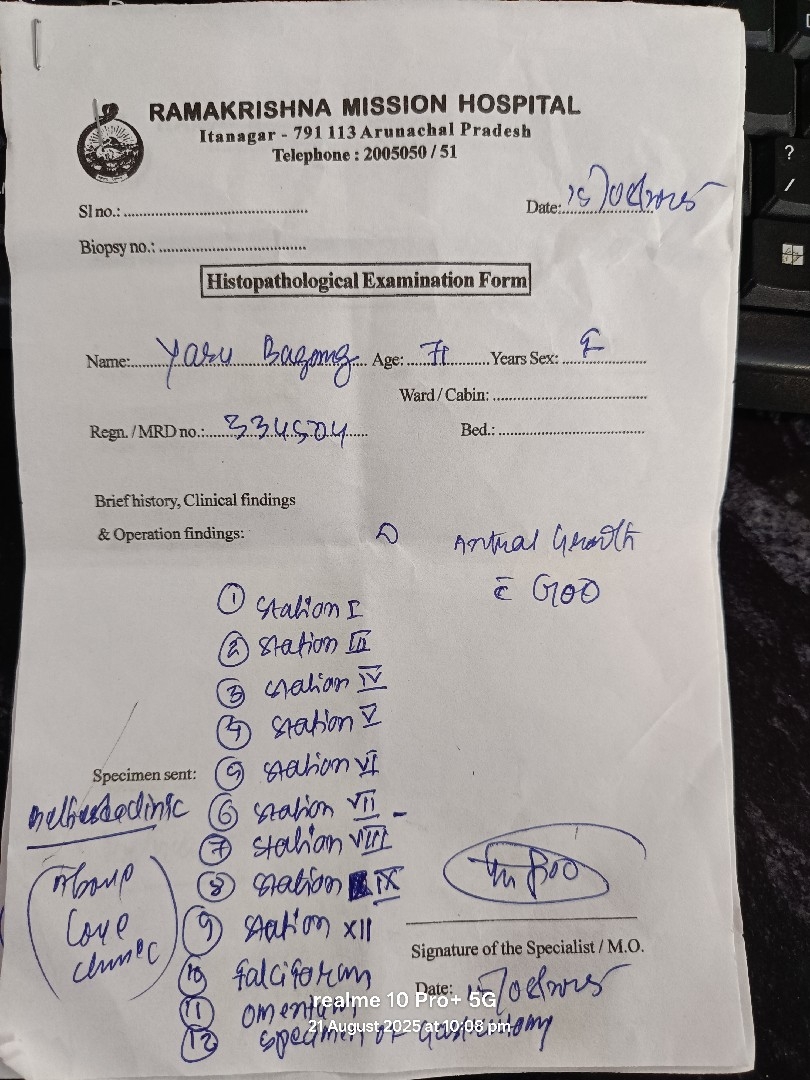 RAMAKRISHNA MISSION HOSPITAL
Itanagar - 791 113 Arunachal Pradesh
Telephone : 2005050 / 51
Sl no.: ........................................
Date:
Biopsy no.: ........................................
Histopathological Examination Form
Name: Yaru Bagang Age: 71 Years Sex: F
Ward / Cabin: ........................................
Regn. / MRD no.: 334504 Bed.: ........................................
Brief history, Clinical findings
& Operation findings: Antral Growth
c̄ GOO
① Station I
② Station III
③ Station IV
④ Station V
Specimen sent: ⑤ Station VI
⑥ Station VII -
⑦ Station VIII
⑧ Station IX
⑨ Station XII
⑩ falciform
⑪ omentum
⑫ Specimen of Gastrectomy
Love
clinic
Signature of the Specialist / M.O.
Date:
realme 10 Pro+ 5G
21 August 2025 at 10:08 pm